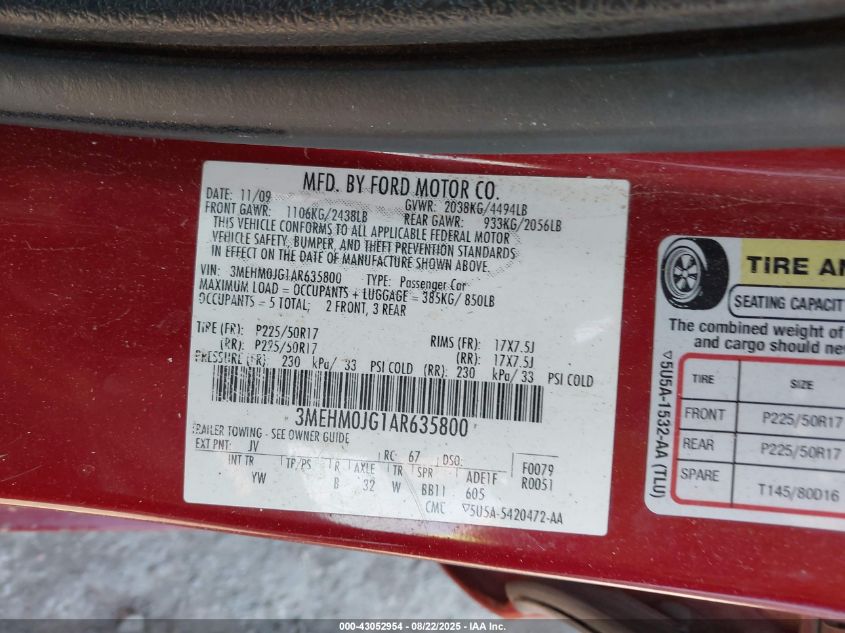 MFD. BY FORD MOTOR CO.
DATE: 11/09 GVWR: 2038KG/4494LB
FRONT GAWR: 1106KG/2438LB REAR GAWR: 933KG/2056LB
THIS VEHICLE CONFORMS TO ALL APPLICABLE FEDERAL MOTOR
VEHICLE SAFETY, BUMPER, AND THEFT PREVENTION STANDARDS
IN EFFECT ON THE DATE OF MANUFACTURE SHOWN ABOVE.
VIN: 3MEHM0JG1AR635800 TYPE: Passenger Car
MAXIMUM LOAD = OCCUPANTS + LUGGAGE = 385KG/ 850LB
OCCUPANTS = 5 TOTAL; 2 FRONT, 3 REAR
TIRE (FR): P225/50R17 RIMS (FR): 17X7.5J
(RR): P225/50R17 (RR): 17X7.5J
PRESSURE (FR): 230 kPa/ 33 PSI COLD (RR): 230 kPa/ 33 PSI COLD
3MEHM0JG1AR635800
TRAILER TOWING - SEE OWNER GUIDE
EXT PNT: JV RC: 67 DSO: F0079
INT TR TP/PS R AXLE TR SPR ADE1F R0051
YW B 32 W BB11 605
CMC ▽5U5A-5420472-AA
TIRE AN
SEATING CAPACIT
The combined weight of
and cargo should nev
TIRE SIZE
FRONT P225/50R17
REAR P225/50R17
SPARE T145/80D16
▽5U5A-1532-AA (TLU)
000-43052954 - 08/22/2025 - IAA Inc.